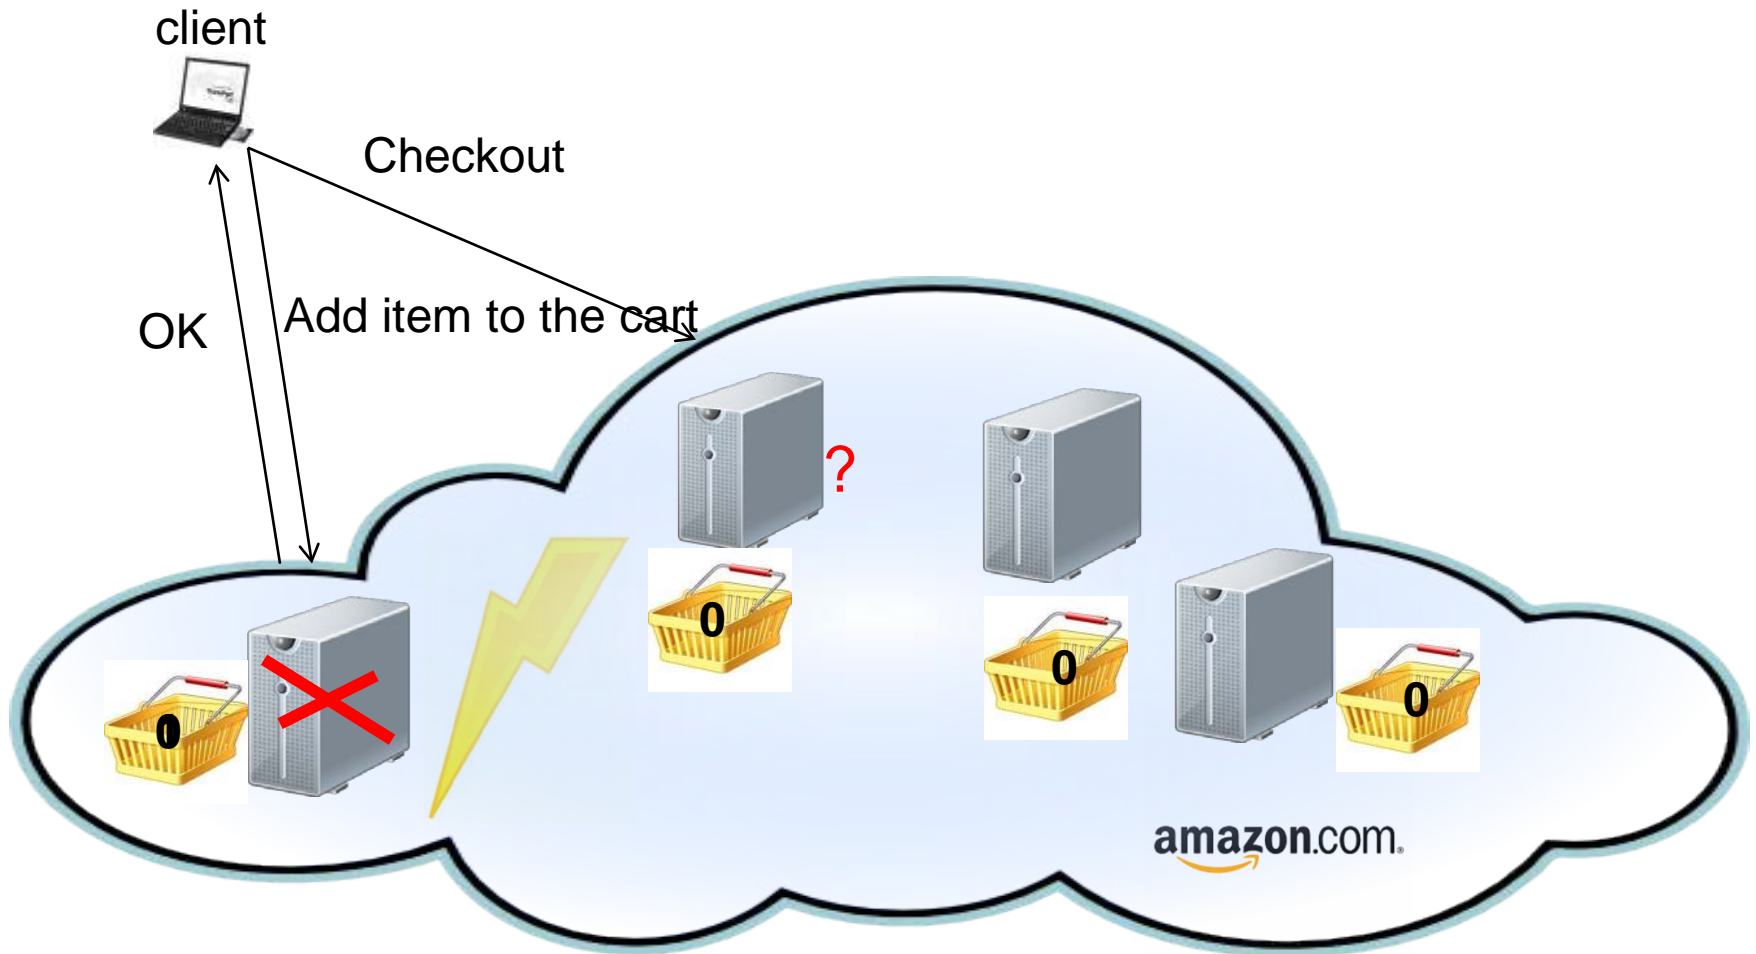 client
Checkout
Add item to the cart
OK
?
0
0
0
0
amazon.com.